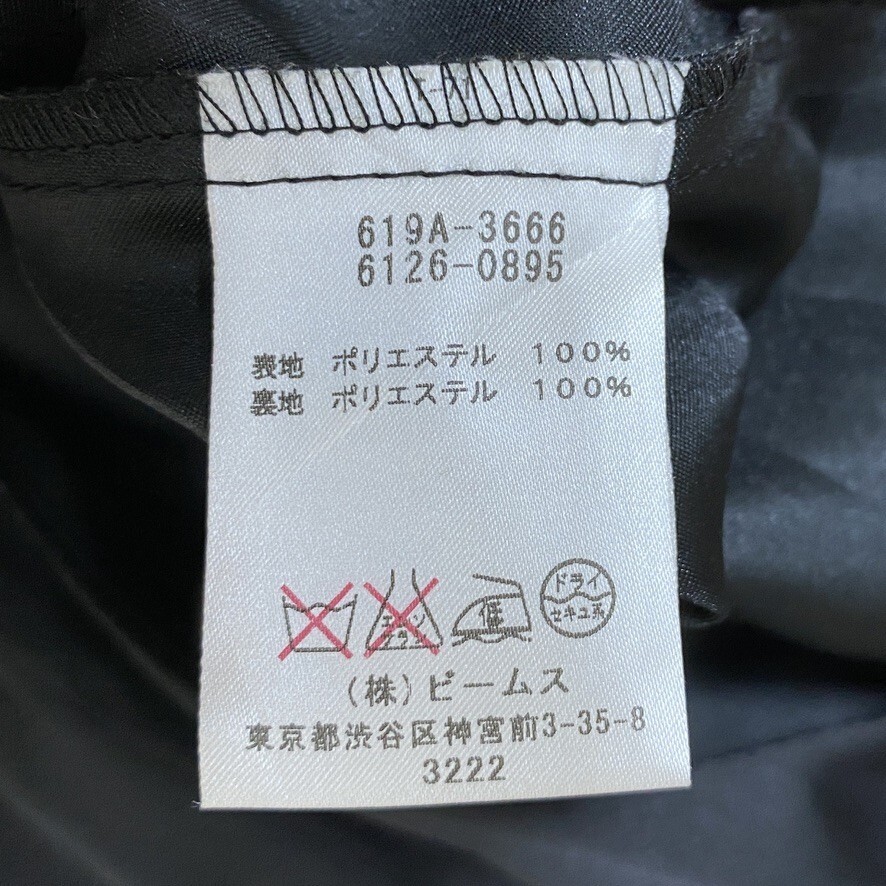 619A-3666
6126-0895
表地 ポリエステル 100%
裏地 ポリエステル 100%
エンソ
サラシ
低
ドライ
セキユ系
(株)ビームス
東京都渋谷区神宮前3-35-8
3222